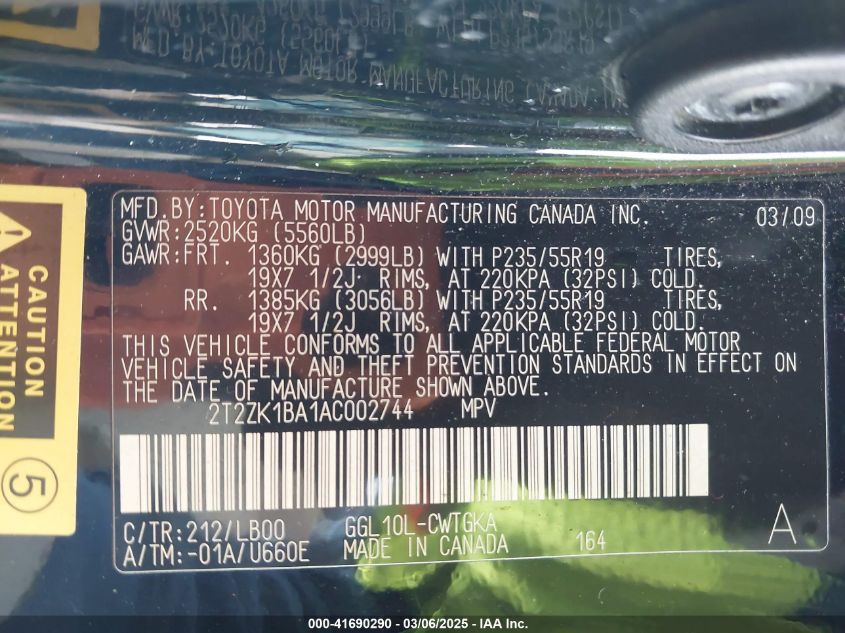 MFD.BY:TOYOTA MOTOR MANUFACTURING CANADA INC. 03/09
GVWR:2520KG (5560LB)
GAWR:FRT. 1360KG (2999LB) WITH P235/55R19 TIRES,
19X7 1/2J RIMS, AT 220KPA (32PSI) COLD.
RR. 1385KG (3056LB) WITH P235/55R19 TIRES,
19X7 1/2J RIMS, AT 220KPA (32PSI) COLD.
THIS VEHICLE CONFORMS TO ALL APPLICABLE FEDERAL MOTOR
VEHICLE SAFETY AND THEFT PREVENTION STANDARDS IN EFFECT ON
THE DATE OF MANUFACTURE SHOWN ABOVE.
2T2ZK1BA1AC002744 MPV
C/TR:212/LB00 GGL10L-CWTGKA
A/TM:-01A/U660E MADE IN CANADA 164 A
CAUTION
ATTENTION
5
000-41690290 - 03/06/2025 - IAA Inc.